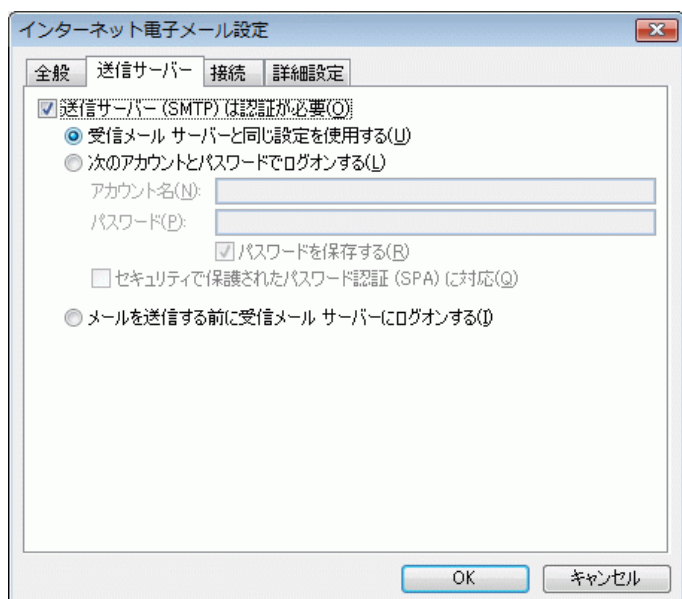 インターネット電子メール設定
全般 送信サーバー 接続 詳細設定
送信サーバー (SMTP) は認証が必要(O)
受信メール サーバーと同じ設定を使用する(U)
次のアカウントとパスワードでログオンする(L)
アカウント名(N):
パスワード(P):
パスワードを保存する(R)
セキュリティで保護されたパスワード認証 (SPA) に対応(Q)
メールを送信する前に受信メール サーバーにログオンする(I)
OK キャンセル